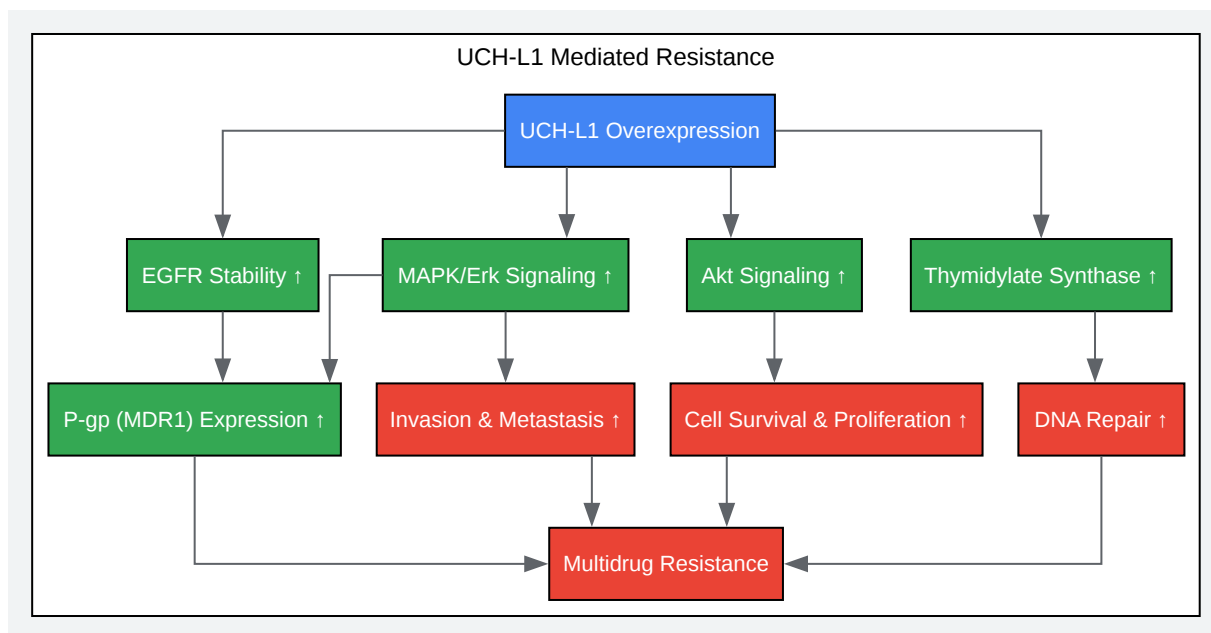 UCH-L1 Mediated Resistance
UCH-L1 Overexpression
EGFR Stability ↑
MAPK/Erk Signaling ↑
Akt Signaling ↑
Thymidylate Synthase ↑
P-gp (MDR1) Expression ↑
Invasion & Metastasis ↑
Cell Survival & Proliferation ↑
DNA Repair ↑
Multidrug Resistance